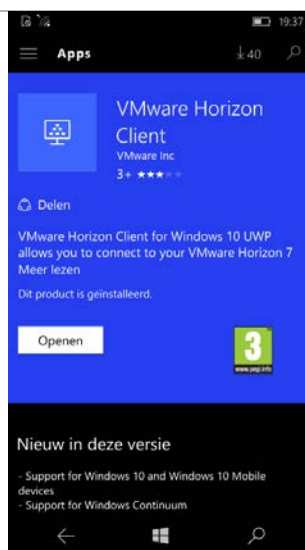 19:37
Apps
40
VMware Horizon
Client
VMware Inc
3+
Delen
VMware Horizon Client for Windows 10 UWP
allows you to connect to your VMware Horizon 7
Meer lezen
Dit product is geïnstalleerd.
Openen
3
www.pegi.info
Nieuw in deze versie
- Support for Windows 10 and Windows 10 Mobile
devices
- Support for Windows Continuum